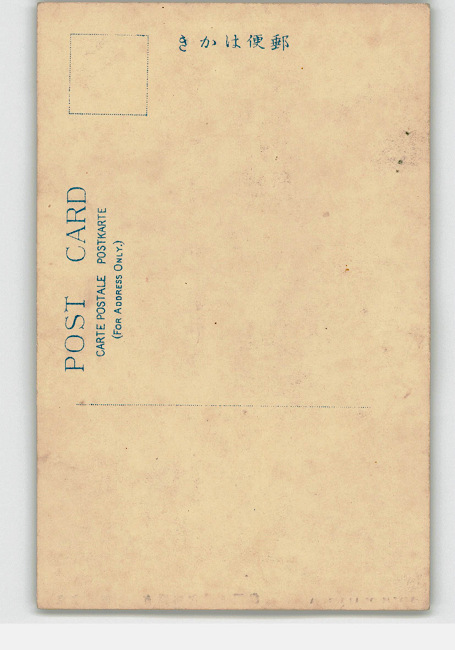 きかは便郵
POST CARD
CARTE POSTALE POSTKARTE
(FOR ADDRESS ONLY.)